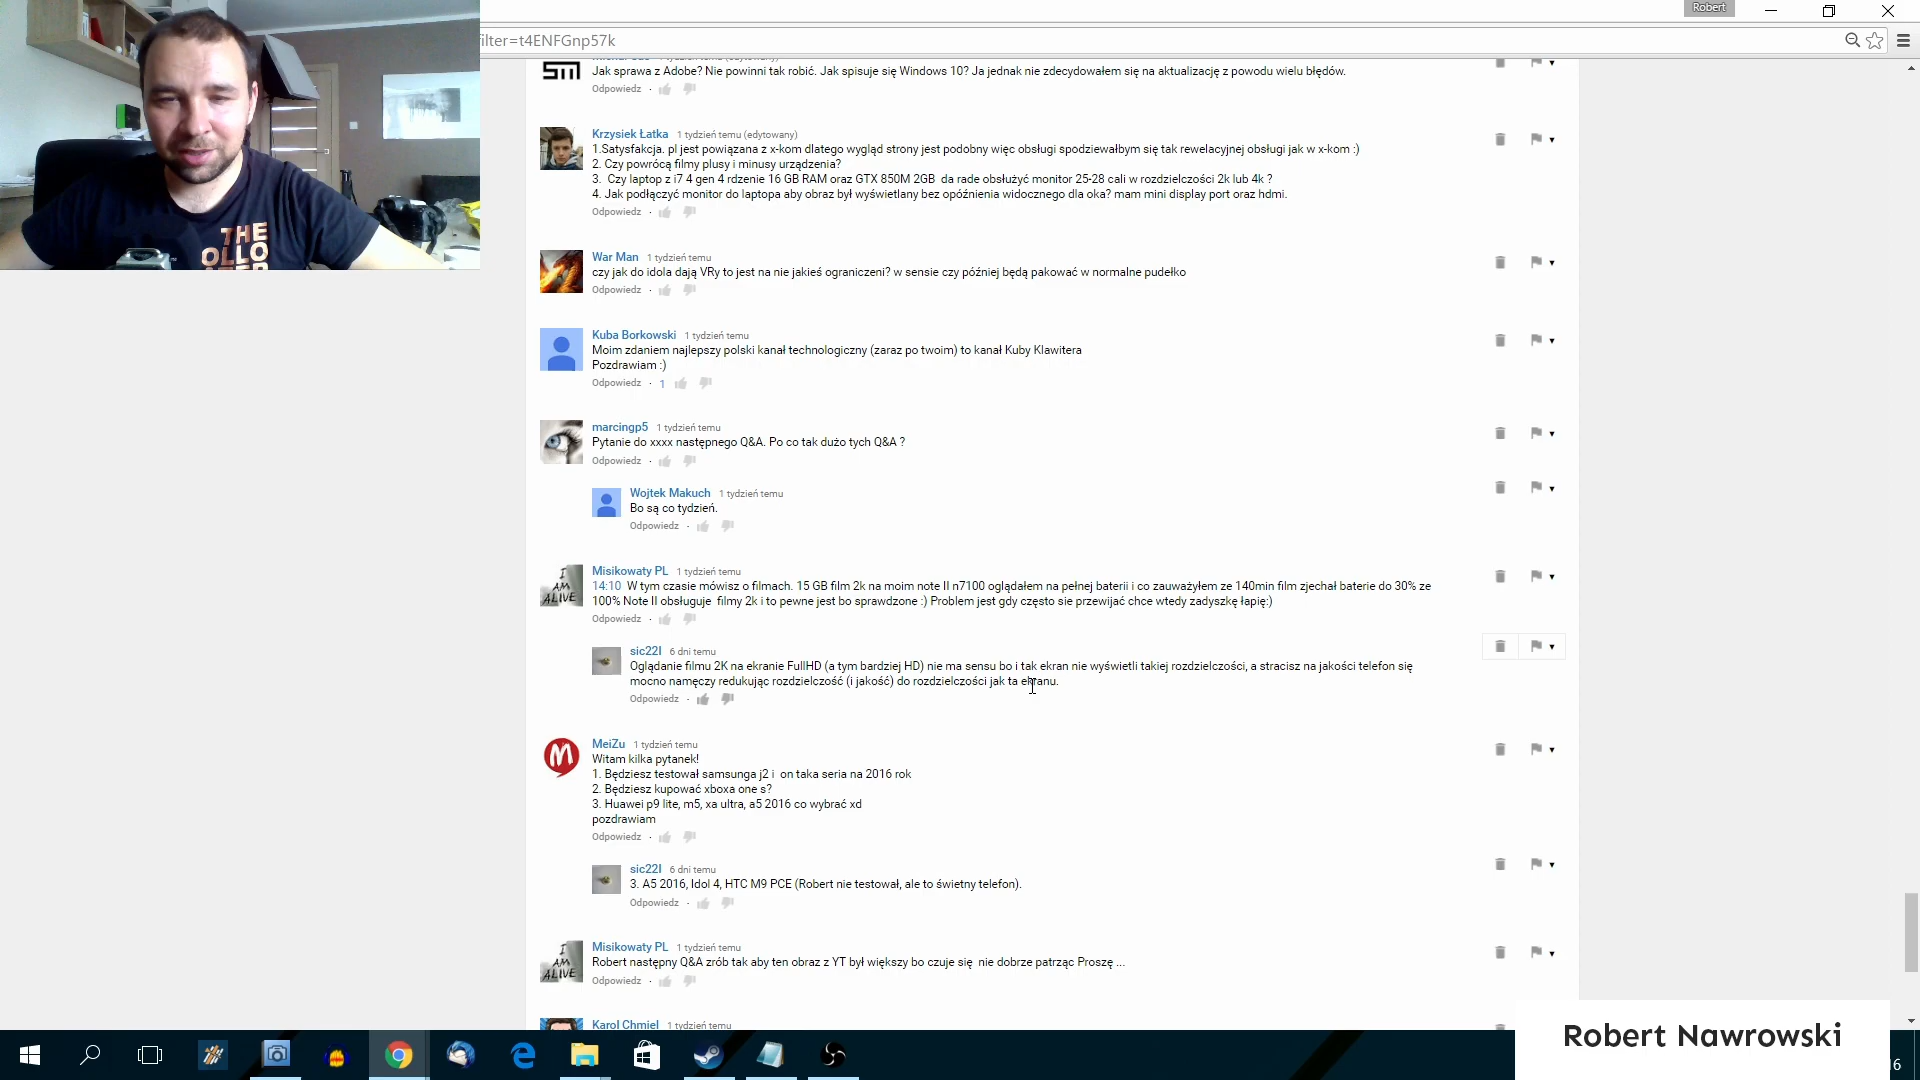 Robert
filter=t4ENFGnp57k
Jak sprawa z Adobe? Nie powinni tak robić. Jak spisuje się Windows 10? Ja jednak nie zdecydowałem się na aktualizację z powodu wielu błędów.
Odpowiedz ·
Krzysiek Łatka 1 tydzień temu (edytowany)
1.Satysfakcja. pl jest powiązana z x-kom dlatego wygląd strony jest podobny więc obsługi spodziewałbym się tak rewelacyjnej obsługi jak w x-kom :)
2. Czy powrócą filmy plusy i minusy urządzenia?
3. Czy laptop z i7 4 gen 4 rdzenie 16 GB RAM oraz GTX 850M 2GB da rade obsłużyć monitor 25-28 cali w rozdzielczości 2k lub 4k ?
4. Jak podłączyć monitor do laptopa aby obraz był wyświetlany bez opóźnienia widocznego dla oka? mam mini display port oraz hdmi.
Odpowiedz ·
War Man 1 tydzień temu
czy jak do idola dają VRy to jest na nie jakieś ograniczeni? w sensie czy później będą pakować w normalne pudełko
Odpowiedz ·
Kuba Borkowski 1 tydzień temu
Moim zdaniem najlepszy polski kanał technologiczny (zaraz po twoim) to kanał Kuby Klawitera
Pozdrawiam :)
Odpowiedz · 1
marcingp5 1 tydzień temu
Pytanie do xxxx następnego Q&A. Po co tak dużo tych Q&A ?
Odpowiedz ·
Wojtek Makuch 1 tydzień temu
Bo są co tydzień.
Odpowiedz ·
I AM ALIVE
Misikowaty PL 1 tydzień temu
14:10 W tym czasie mówisz o filmach. 15 GB film 2k na moim note II n7100 oglądałem na pełnej baterii i co zauważyłem ze 140min film zjechał baterie do 30% ze
100% Note II obsługuje filmy 2k i to pewne jest bo sprawdzone :) Problem jest gdy często sie przewijać chce wtedy zadyszkę łapię:)
Odpowiedz ·
sic22l 6 dni temu
Oglądanie filmu 2K na ekranie FullHD (a tym bardziej HD) nie ma sensu bo i tak ekran nie wyświetli takiej rozdzielczości, a stracisz na jakości telefon się
mocno namęczy redukując rozdzielczość (i jakość) do rozdzielczości jak ta ekranu.
Odpowiedz ·
MeiZu 1 tydzień temu
Witam kilka pytanek!
1. Będziesz testował samsunga j2 i on taka seria na 2016 rok
2. Będziesz kupować xboxa one s?
3. Huawei p9 lite, m5, xa ultra, a5 2016 co wybrać xd
pozdrawiam
Odpowiedz ·
sic22l 6 dni temu
3. A5 2016, Idol 4, HTC M9 PCE (Robert nie testował, ale to świetny telefon).
Odpowiedz ·
I AM ALIVE
Misikowaty PL 1 tydzień temu
Robert następny Q&A zrób tak aby ten obraz z YT był większy bo czuje się nie dobrze patrząc Proszę ...
Odpowiedz ·
Karol Chmiel 1 tydzień temu
Robert Nawrowski
16